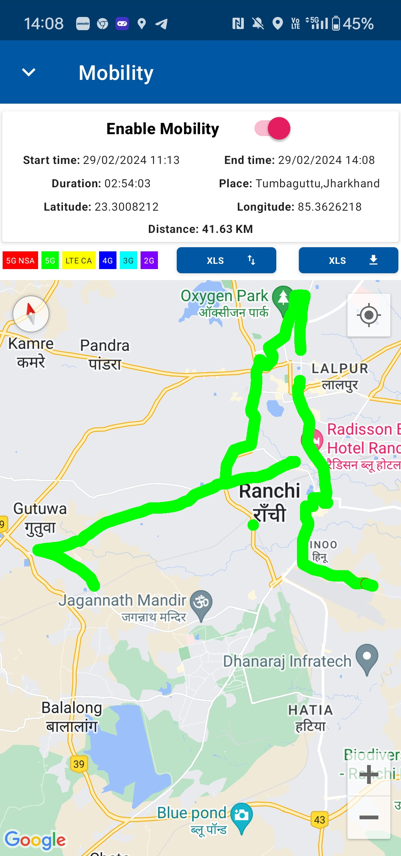 14:08
Vo LTE 5G 45%
Mobility
Enable Mobility
Start time: 29/02/2024 11:13 End time: 29/02/2024 14:08
Duration: 02:54:03 Place: Tumbaguttu,Jharkhand
Latitude: 23.3008212 Longitude: 85.3626218
Distance: 41.63 KM
5G NSA 5G LTE CA 4G 3G 2G XLS XLS
Oxygen Park
ऑक्सीजन पार्क
Kamre
कमरे
Pandra
पांडरा
LALPUR
लालपुर
Radisson B
Hotel Ranc
रैडिसन ब्लू होटल
Ranchi
राँची
Gutuwa
गुतुवा
9
INOO
हिनू
Jagannath Mandir
जगन्नाथ मन्दिर
Dhanaraj Infratech
Balalong
बालालांग
HATIA
हटिया
39
Biodiver
Blue pond
ब्लू पॉन्ड
43
Google